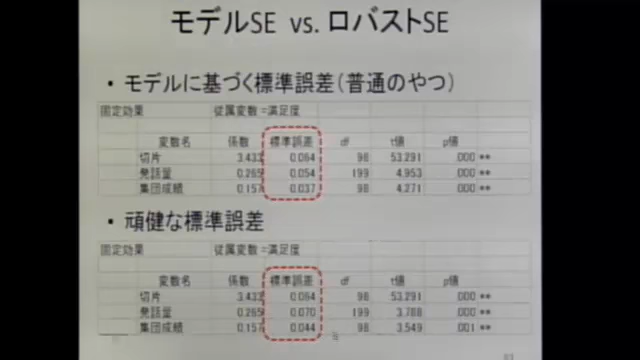 モデルSE vs. ロバストSE
・ モデルに基づく標準誤差(普通のやつ)
固定効果 従属変数=満足度
変数名 係数 標準誤差 df t値 p値
切片 3.433 0.064 98 53.291 .000 **
発話量 0.265 0.054 199 4.953 .000 **
集団成績 0.157 0.037 98 4.271 .000 **
・ 頑健な標準誤差
固定効果 従属変数=満足度
変数名 係数 標準誤差 df t値 p値
切片 3.433 0.064 98 53.291 .000 **
発話量 0.265 0.070 199 3.788 .000 **
集団成績 0.157 0.044 98 3.549 .001 **